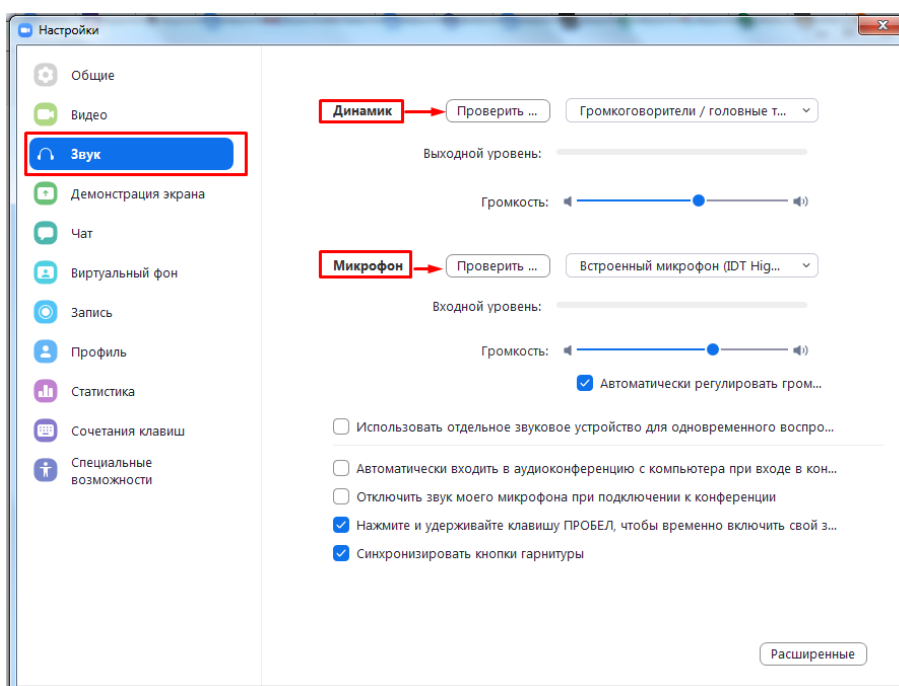 Настройки
Общие
Видео
Звук
Демонстрация экрана
Чат
Виртуальный фон
Запись
Профиль
Статистика
Сочетания клавиш
Специальные
возможности
Динамик Проверить ... Громкоговорители / головные т...
Выходной уровень:
Громкость:
Микрофон Проверить ... Встроенный микрофон (IDT Hig...
Входной уровень:
Громкость:
Автоматически регулировать гром...
Использовать отдельное звуковое устройство для одновременного воспро...
Автоматически входить в аудиоконференцию с компьютера при входе в кон...
Отключить звук моего микрофона при подключении к конференции
Нажмите и удерживайте клавишу ПРОБЕЛ, чтобы временно включить свой з...
Синхронизировать кнопки гарнитуры
Расширенные